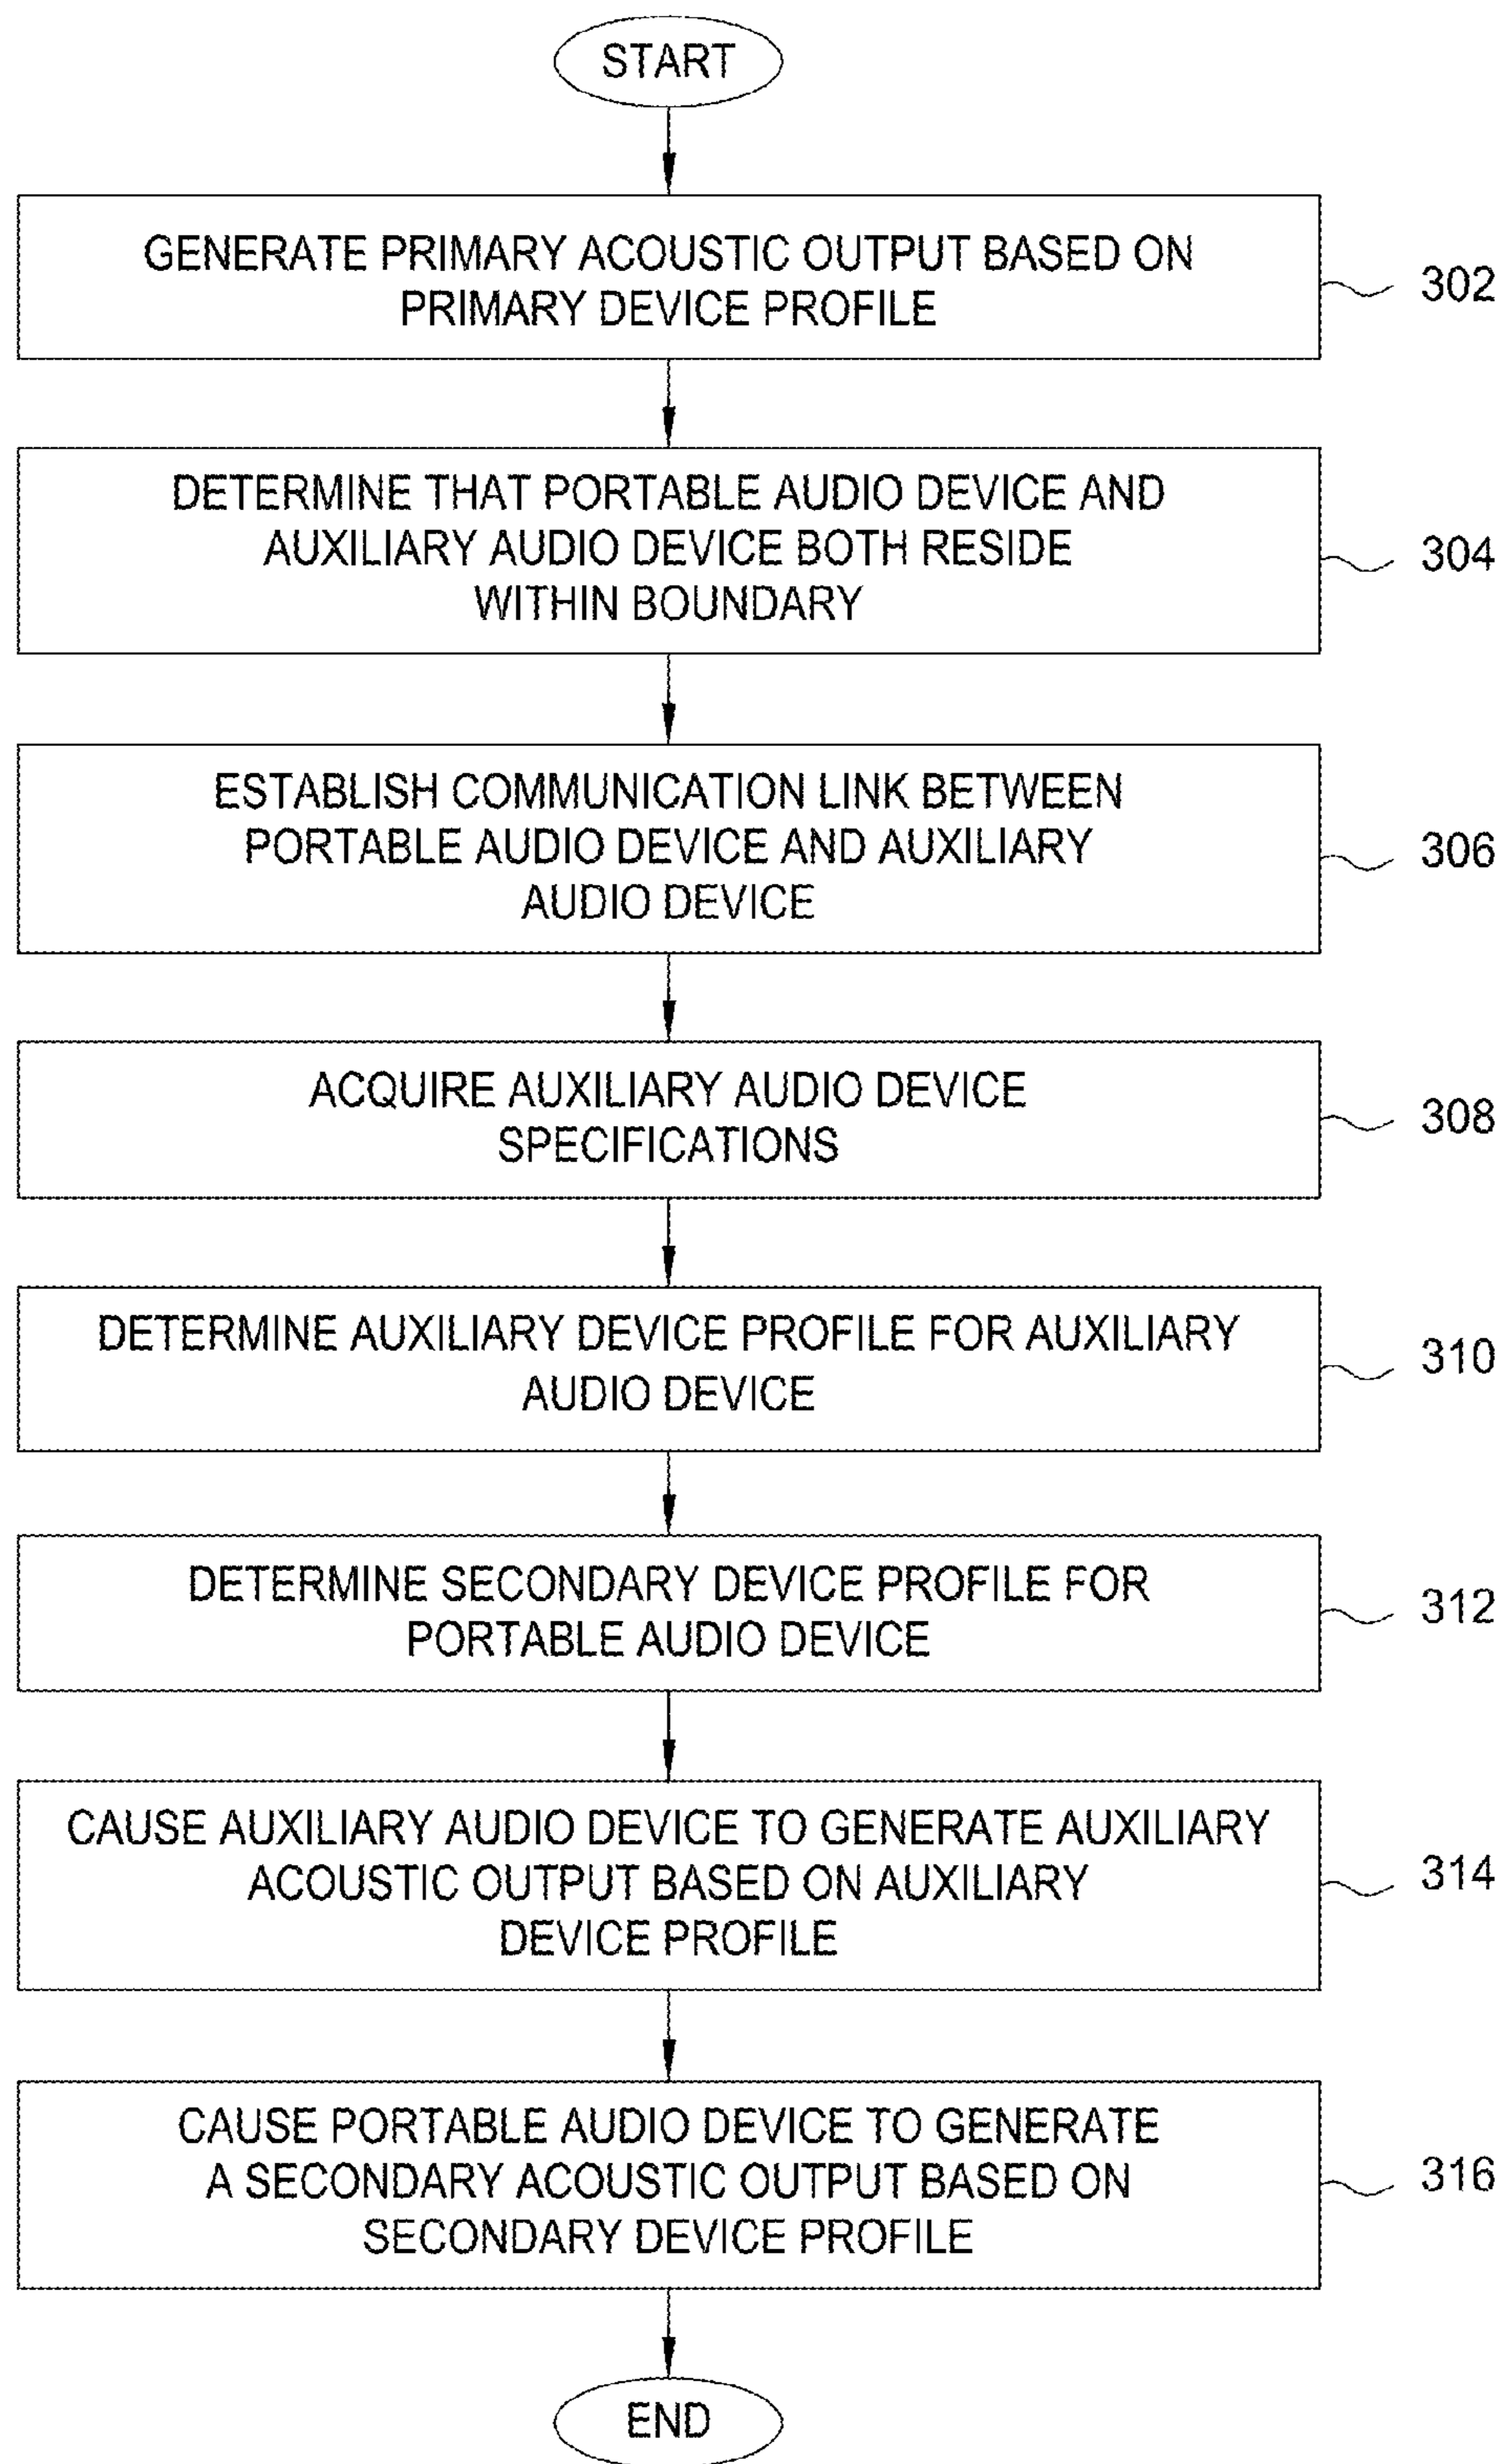 START
GENERATE PRIMARY ACOUSTIC OUTPUT BASED ON
PRIMARY DEVICE PROFILE
302
DETERMINE THAT PORTABLE AUDIO DEVICE AND
AUXILIARY AUDIO DEVICE BOTH RESIDE
WITHIN BOUNDARY
304
ESTABLISH COMMUNICATION LINK BETWEEN
PORTABLE AUDIO DEVICE AND AUXILIARY
AUDIO DEVICE
306
ACQUIRE AUXILIARY AUDIO DEVICE
SPECIFICATIONS
308
DETERMINE AUXILIARY DEVICE PROFILE FOR AUXILIARY
AUDIO DEVICE
310
DETERMINE SECONDARY DEVICE PROFILE FOR
PORTABLE AUDIO DEVICE
312
CAUSE AUXILIARY AUDIO DEVICE TO GENERATE AUXILIARY
ACOUSTIC OUTPUT BASED ON AUXILIARY
DEVICE PROFILE
314
CAUSE PORTABLE AUDIO DEVICE TO GENERATE
A SECONDARY ACOUSTIC OUTPUT BASED ON
SECONDARY DEVICE PROFILE
316
END